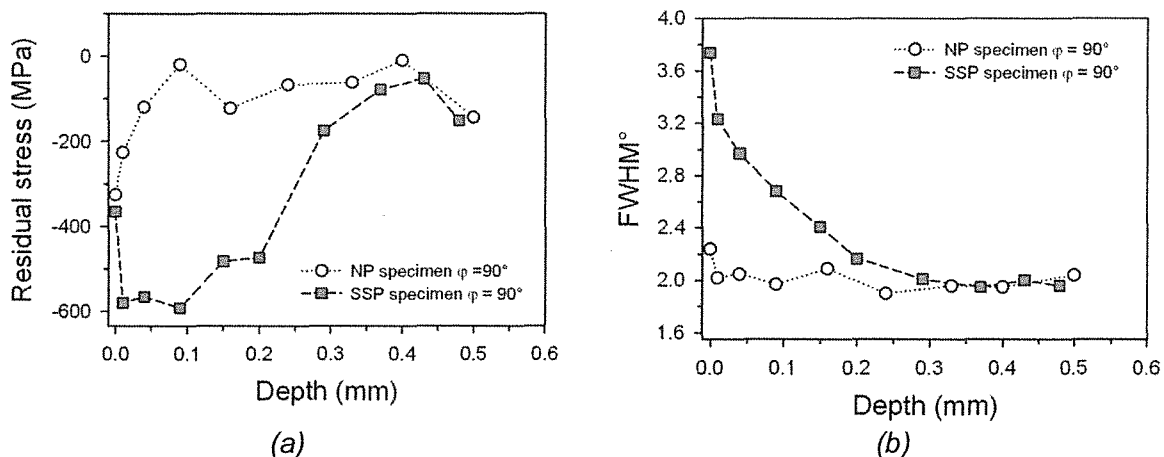 0
-200
-400
-600
Residual stress (MPa)
NP specimen φ =90°
SSP specimen φ = 90°
0.0 0.1 0.2 0.3 0.4 0.5 0.6
Depth (mm)
(a)
4.0
3.6
3.2
2.8
2.4
2.0
1.6
FWHM°
NP specimen φ = 90°
SSP specimen φ = 90°
0.0 0.1 0.2 0.3 0.4 0.5 0.6
Depth (mm)
(b)